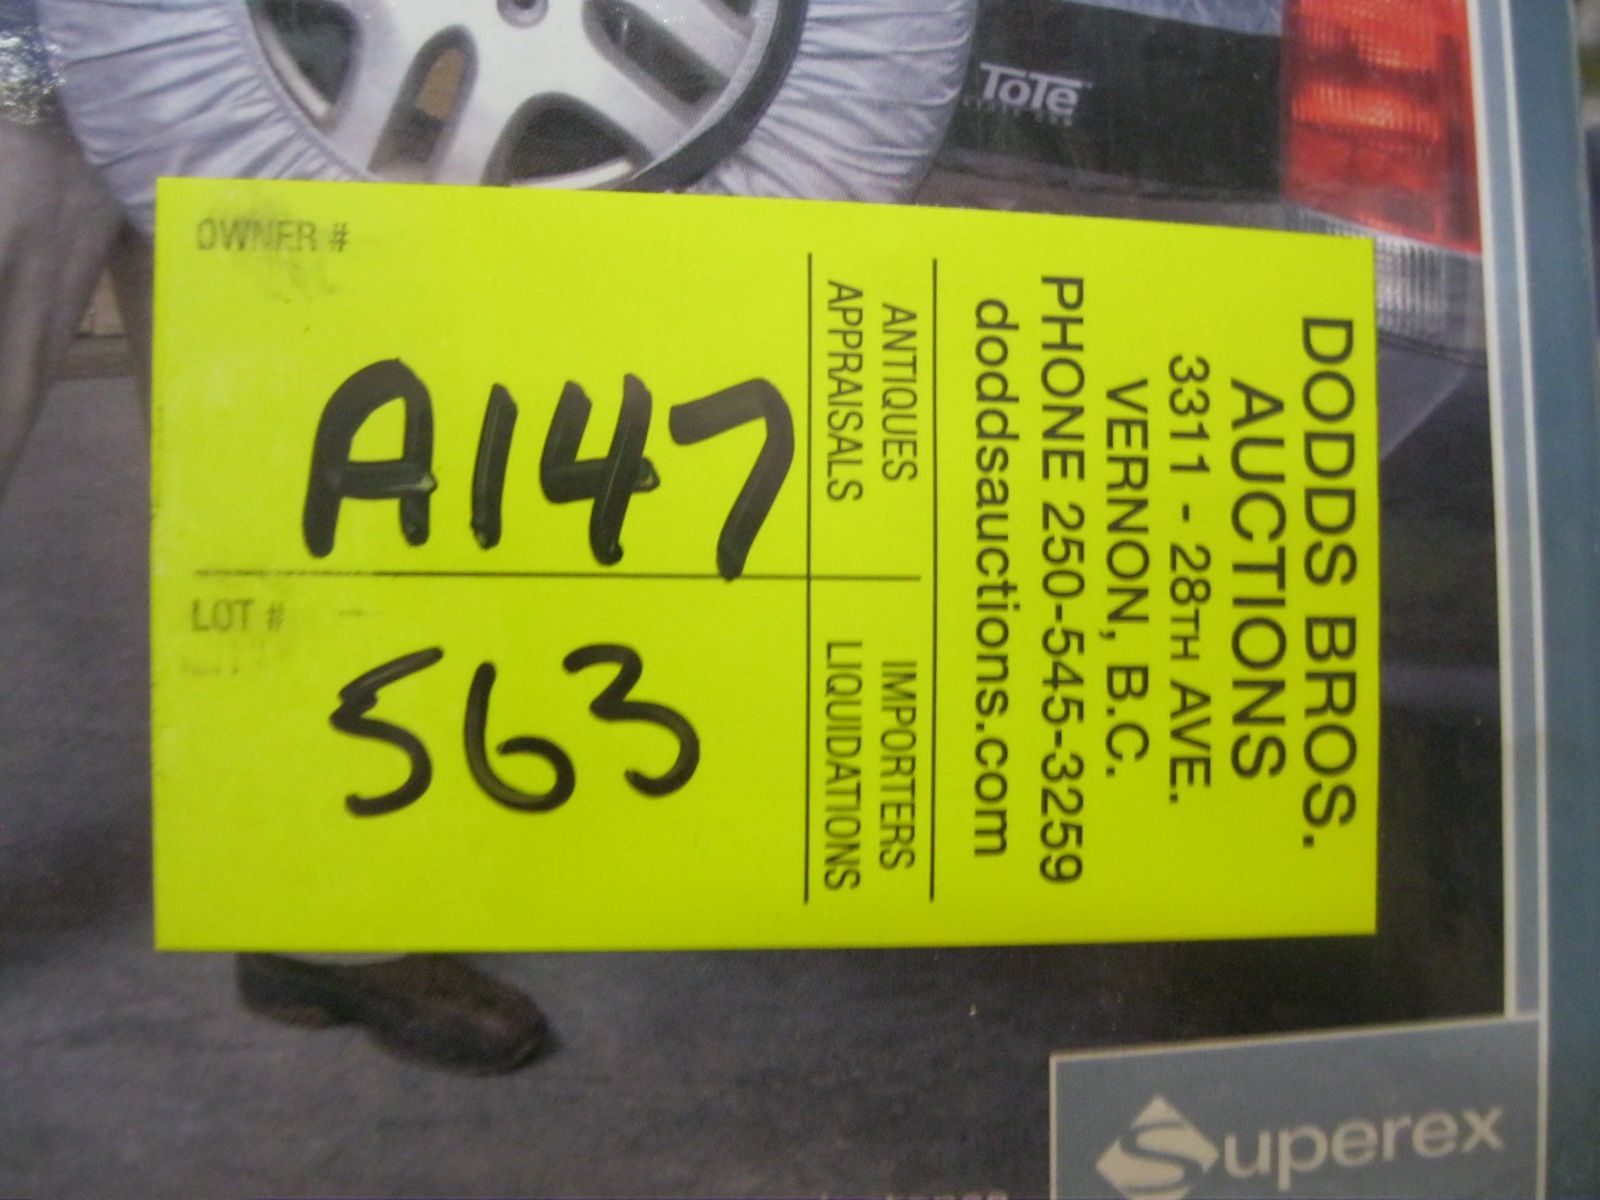 ToTe
DODDS BROS.
AUCTIONS
3311 - 28TH AVE.
VERNON, B.C.
PHONE 250-545-3259
doddsauctions.com
ANTIQUES
APPRAISALS
IMPORTERS
LIQUIDATIONS
OWNER #
A147
LOT #
563
Superex